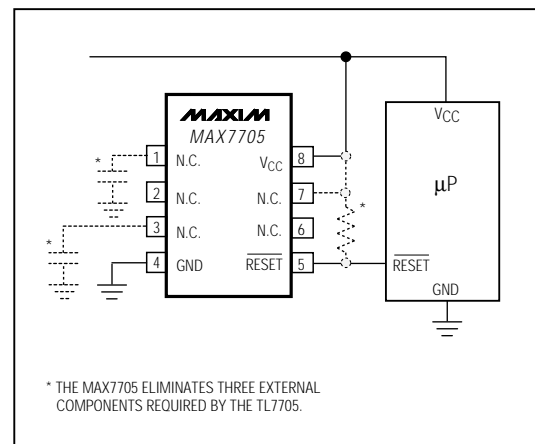 MAXIM
MAX7705
VCC
µP
* 1 N.C. VCC 8
2 N.C. N.C. 7 *
* 3 N.C. N.C. 6
4 GND RESET 5 RESET
GND
* THE MAX7705 ELIMINATES THREE EXTERNAL
COMPONENTS REQUIRED BY THE TL7705.